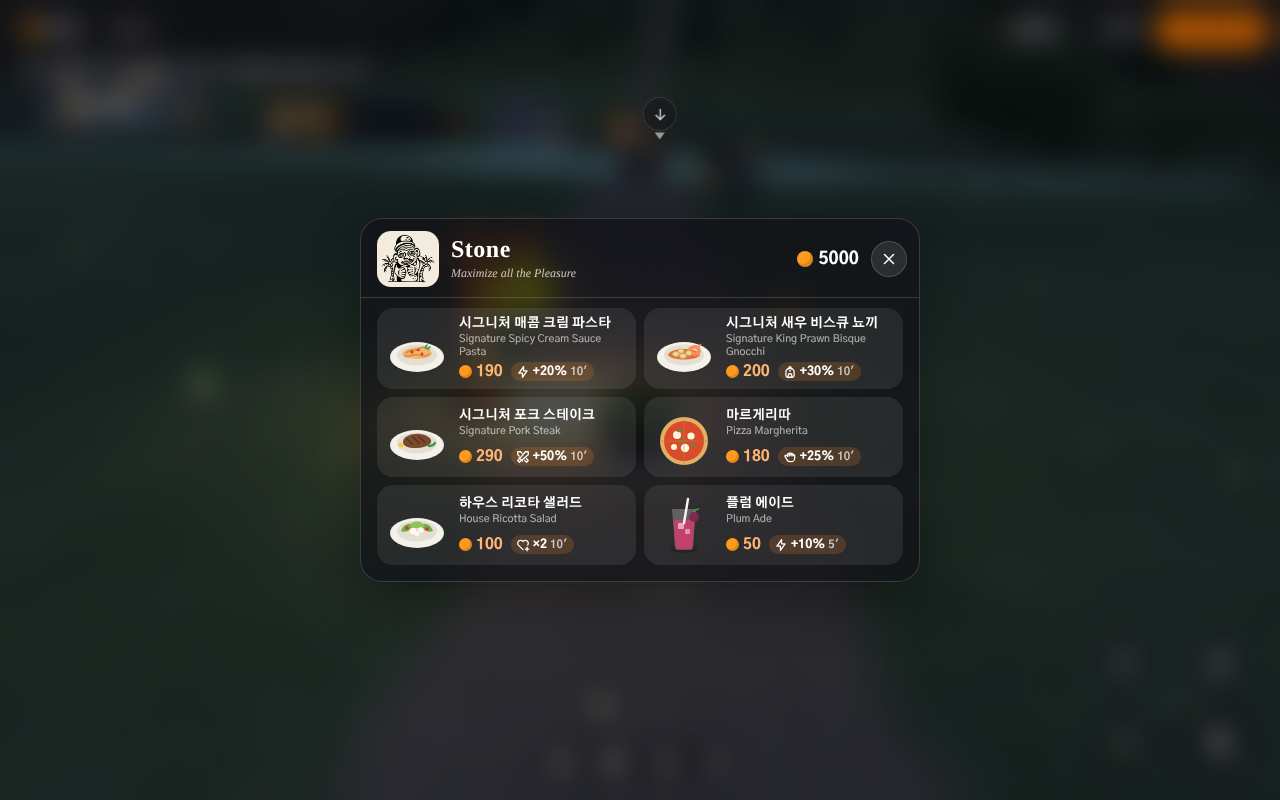 Stone
Maximize all the Pleasure
5000
시그니처 매콤 크림 파스타
Signature Spicy Cream Sauce
Pasta
190 +20% 10′
시그니처 새우 비스큐 뇨끼
Signature King Prawn Bisque
Gnocchi
200 +30% 10′
시그니처 포크 스테이크
Signature Pork Steak
290 +50% 10′
마르게리따
Pizza Margherita
180 +25% 10′
하우스 리코타 샐러드
House Ricotta Salad
100 ×2 10′
플럼 에이드
Plum Ade
50 +10% 5′